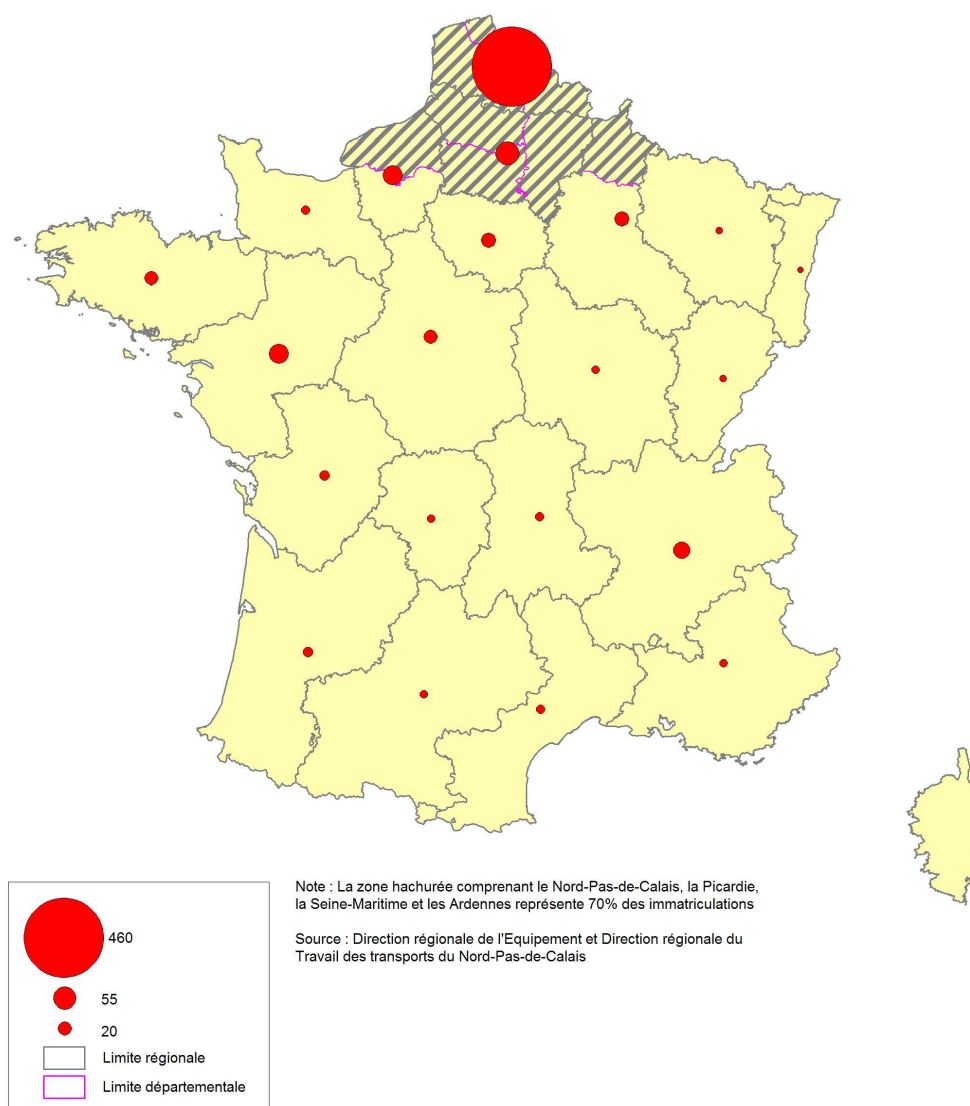 Note : La zone hachurée comprenant le Nord-Pas-de-Calais, la Picardie,
la Seine-Maritime et les Ardennes représente 70% des immatriculations
Source : Direction régionale de l'Equipement et Direction régionale du
Travail des transports du Nord-Pas-de-Calais
460
55
20
Limite régionale
Limite départementale